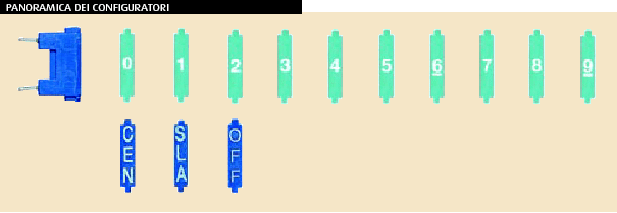 PANORAMICA DEI CONFIGURATORI
0 1 2 3 4 5 6 7 8 9
CEN SLA OFF